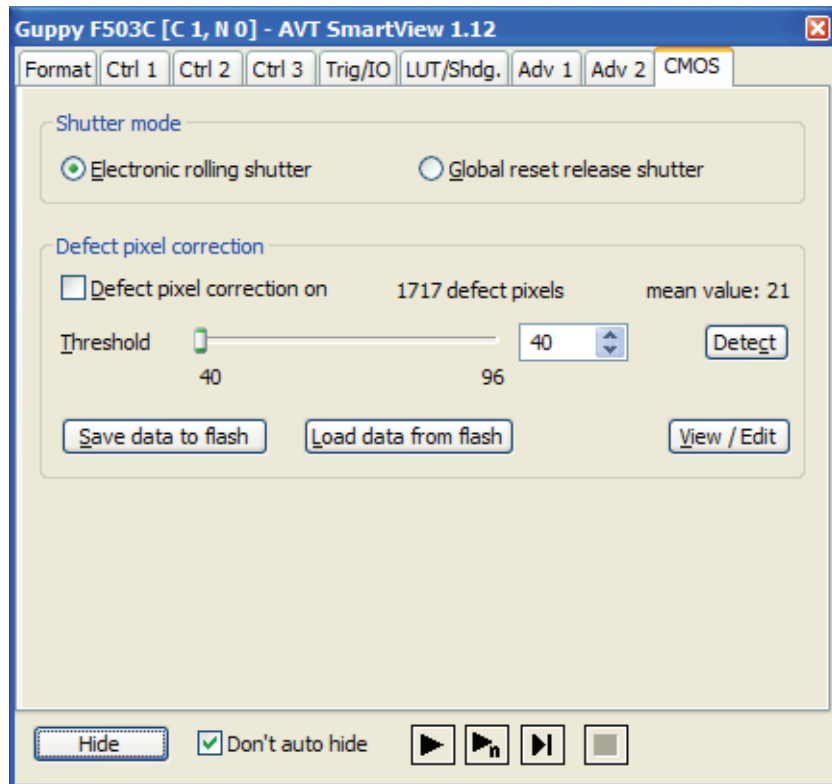 Guppy F503C [C 1, N 0] - AVT SmartView 1.12
Format Ctrl 1 Ctrl 2 Ctrl 3 Trig/IO LUT/Shdg. Adv 1 Adv 2 CMOS
Shutter mode
Electronic rolling shutter Global reset release shutter
Defect pixel correction
Defect pixel correction on 1717 defect pixels mean value: 21
Threshold 40 Detect
40 96
Save data to flash Load data from flash View / Edit
Hide Don't auto hide n